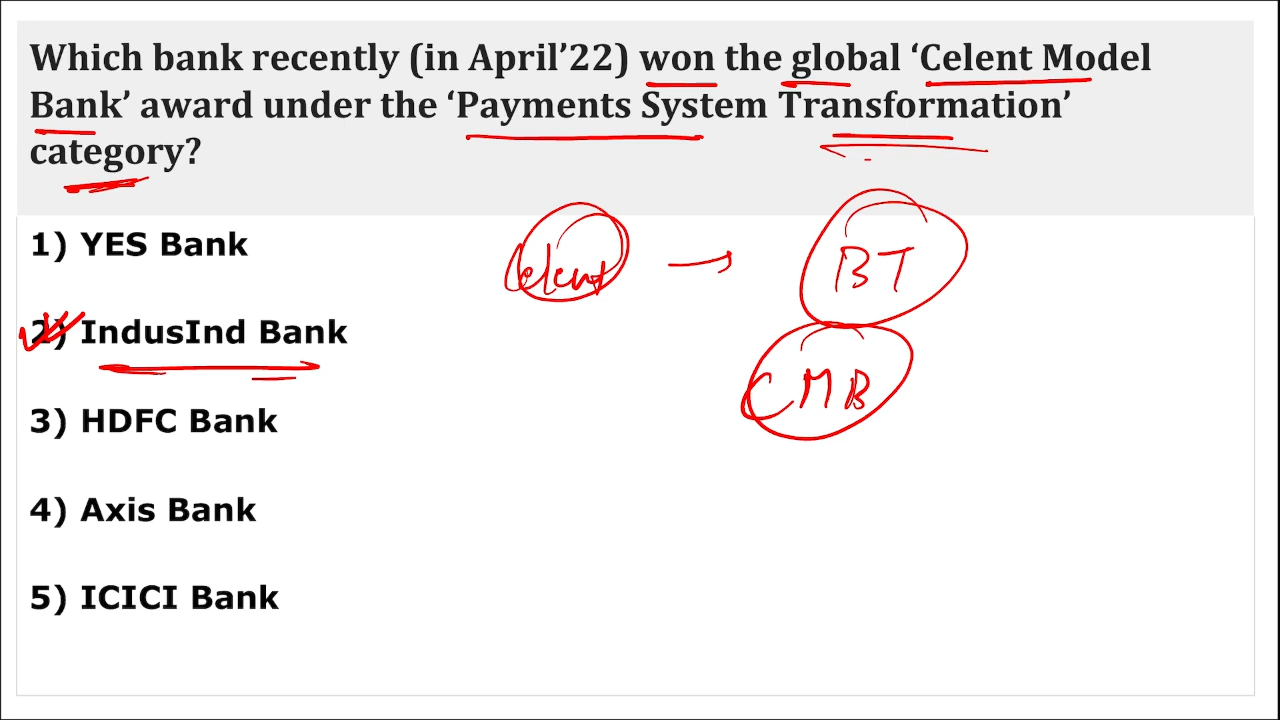 Which bank recently (in April’22) won the global ‘Celent Model
Bank’ award under the ‘Payments System Transformation’
category?
1) YES Bank
Celent → BT
2) IndusInd Bank
CMB
3) HDFC Bank
4) Axis Bank
5) ICICI Bank